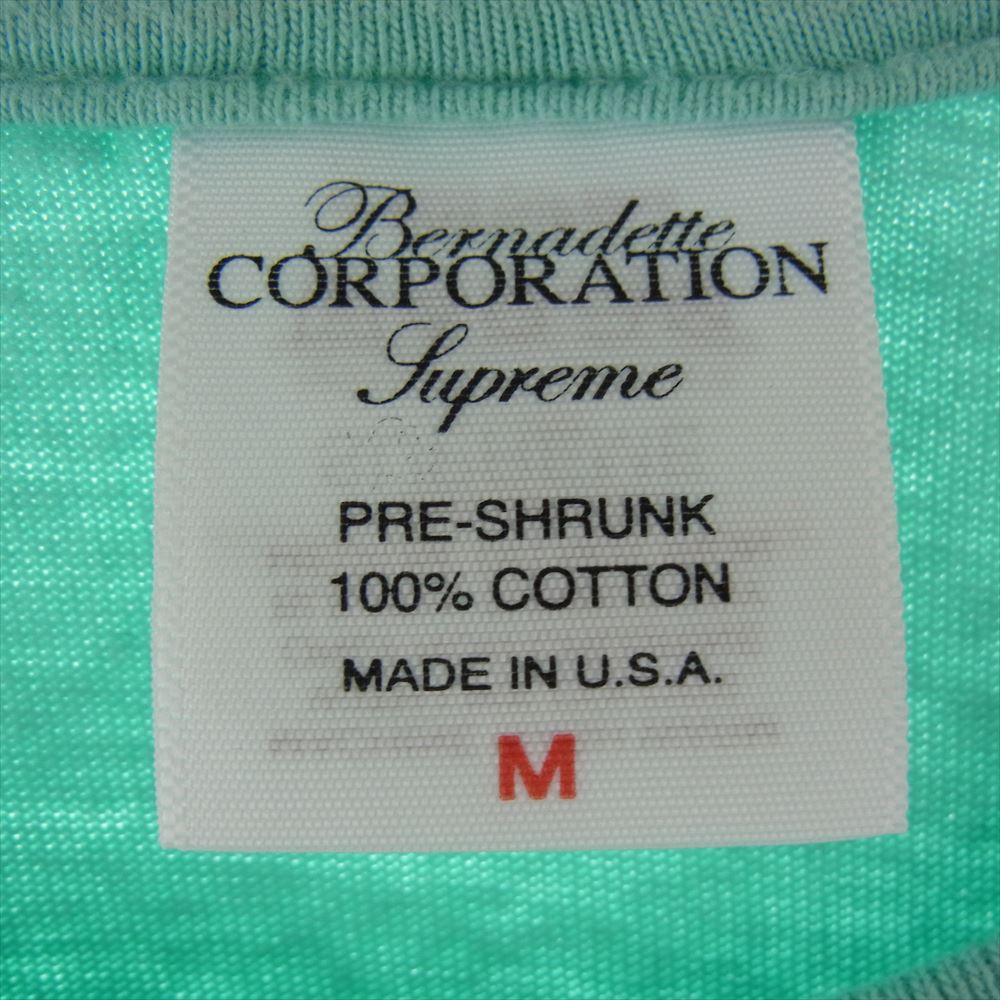 Bernadette
CORPORATION
Supreme
PRE-SHRUNK
100% COTTON
MADE IN U.S.A.
M